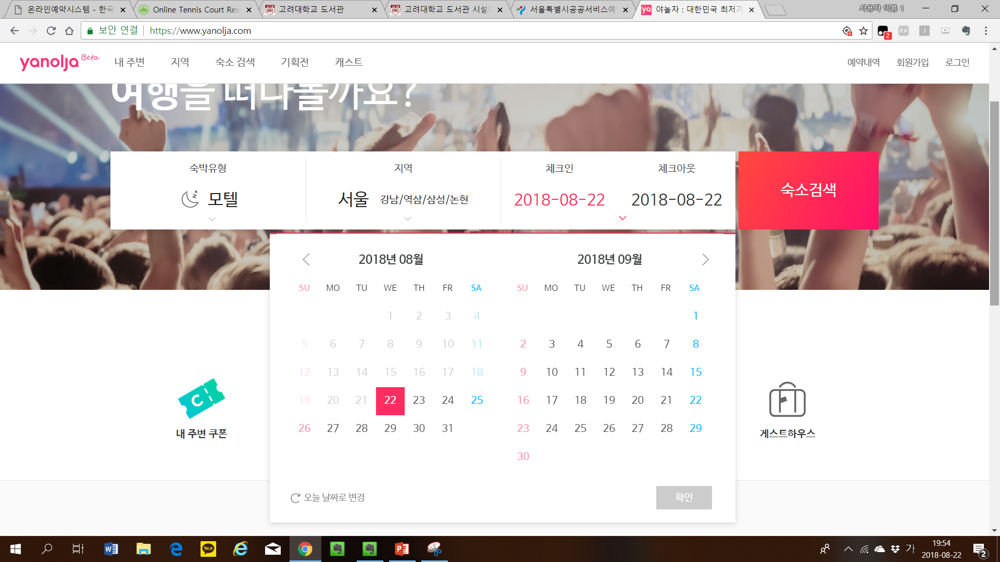 온라인예약시스템 - 한국
Online Tennis Court Res
고려대학교 도서관
고려대학교 도서관 시설이
서울특별시공공서비스예
야놀자 : 대한민국 최저가
사용자 이름 1
보안 연결
https://www.yanolja.com
2
EX
yanolja Beta
내 주변
지역
숙소 검색
기획전
캐스트
예약내역
회원가입
로그인
여행을 떠나볼까요?
숙박유형
모텔
지역
서울 강남/역삼/삼성/논현
체크인
2018-08-22
체크아웃
2018-08-22
숙소검색
2018년 08월
SU MO TU WE TH FR SA
1 2 3 4
5 6 7 8 9 10 11
12 13 14 15 16 17 18
19 20 21 22 23 24 25
26 27 28 29 30 31
2018년 09월
SU MO TU WE TH FR SA
1
2 3 4 5 6 7 8
9 10 11 12 13 14 15
16 17 18 19 20 21 22
23 24 25 26 27 28 29
30
오늘 날짜로 변경
확인
내 주변 쿠폰
게스트하우스
TALK
가
19:54
2018-08-22
2